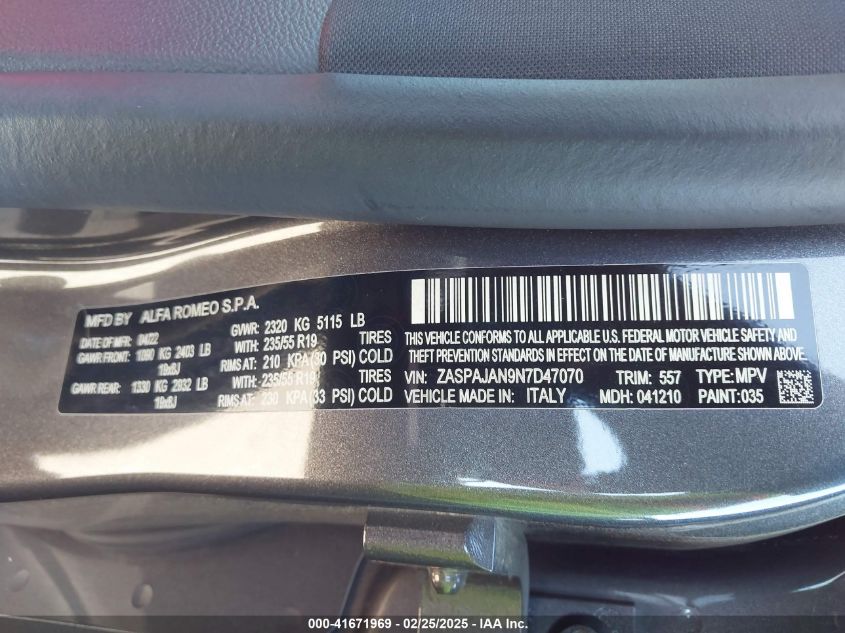 MFD BY ALFA ROMEO S.P.A.
DATE OF MFR: 04/22 GVWR: 2320 KG 5115 LB
GAWR FRONT: 1090 KG 2403 LB WITH: 235/55 R19 TIRES
18x8J RIMS AT: 210 KPA (30 PSI) COLD
GAWR REAR: 1330 KG 2932 LB WITH: 235/55 R19 TIRES
18x8J RIMS AT: 230 KPA (33 PSI) COLD
THIS VEHICLE CONFORMS TO ALL APPLICABLE U.S. FEDERAL MOTOR VEHICLE SAFETY, BUMPER AND
THEFT PREVENTION STANDARDS IN EFFECT ON THE DATE OF MANUFACTURE SHOWN ABOVE.
VIN: ZASPAJAN9N7D47070 TRIM: 557 TYPE: MPV
VEHICLE MADE IN: ITALY MDH: 041210 PAINT: 035
000-41671969 - 02/25/2025 - IAA Inc.